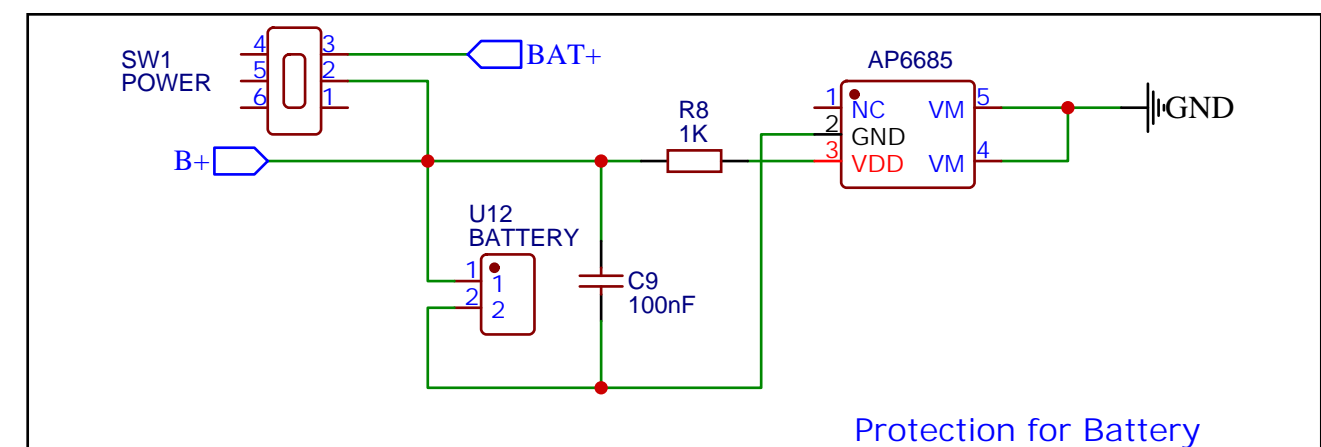 SW1
POWER
4
5
6
3
2
1
BAT+
B+
U12
BATTERY
1
2
1
2
C9
100nF
R8
1K
AP6685
1
2
3
NC
GND
VDD
VM
VM
5
4
GND
Protection for Battery